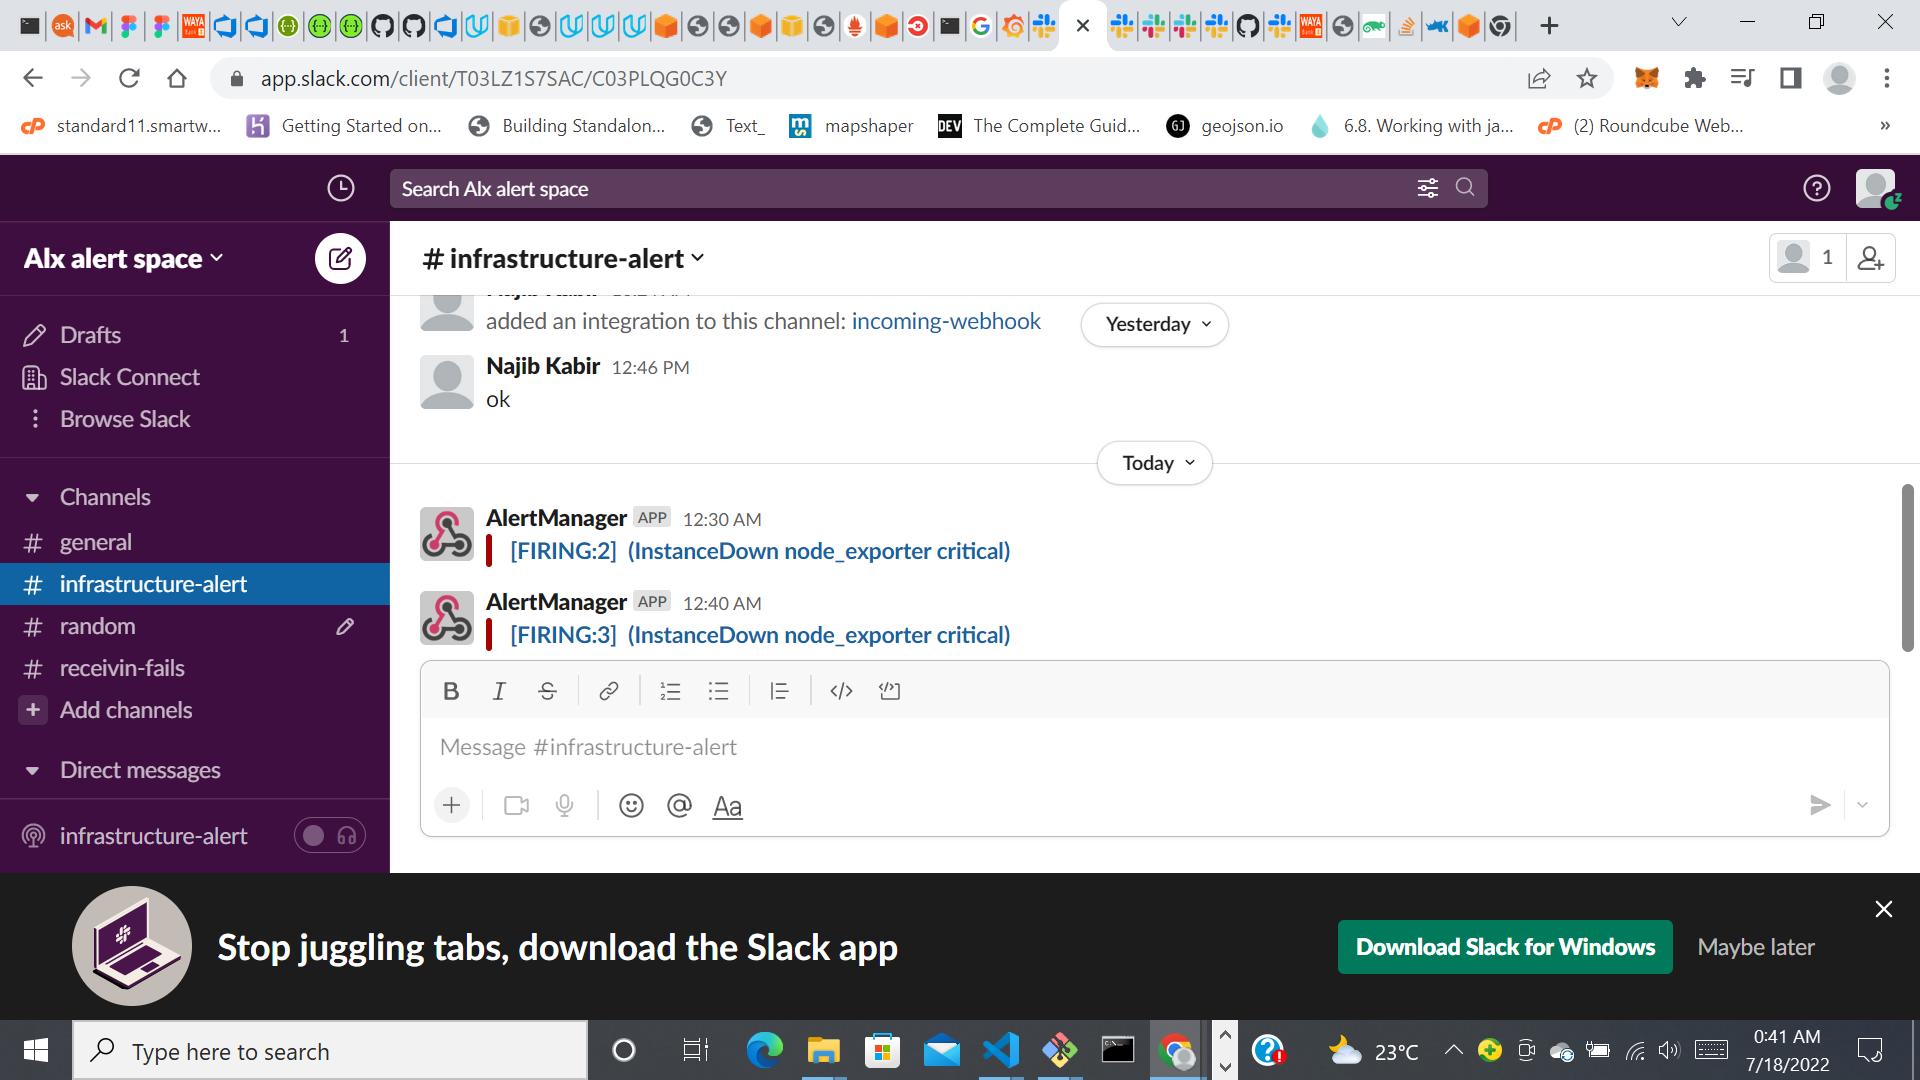 app.slack.com/client/T03LZ1S7SAC/C03PLQG0C3Y
standard11.smartw...
Getting Started on...
Building Standalon...
Text_
mapshaper
DEV
The Complete Guid...
GJ
geojson.io
6.8. Working with ja...
(2) Roundcube Web...
»
Search Alx alert space
Alx alert space
# infrastructure-alert
1
Drafts
1
Slack Connect
Browse Slack
Channels
# general
# infrastructure-alert
# random
# receivin-fails
+ Add channels
Direct messages
infrastructure-alert
added an integration to this channel: incoming-webhook
Yesterday
Najib Kabir 12:46 PM
ok
Today
AlertManager APP 12:30 AM
[FIRING:2] (InstanceDown node_exporter critical)
AlertManager APP 12:40 AM
[FIRING:3] (InstanceDown node_exporter critical)
Message #infrastructure-alert
Aa
Stop juggling tabs, download the Slack app
Download Slack for Windows
Maybe later
Type here to search
23°C
0:41 AM
7/18/2022